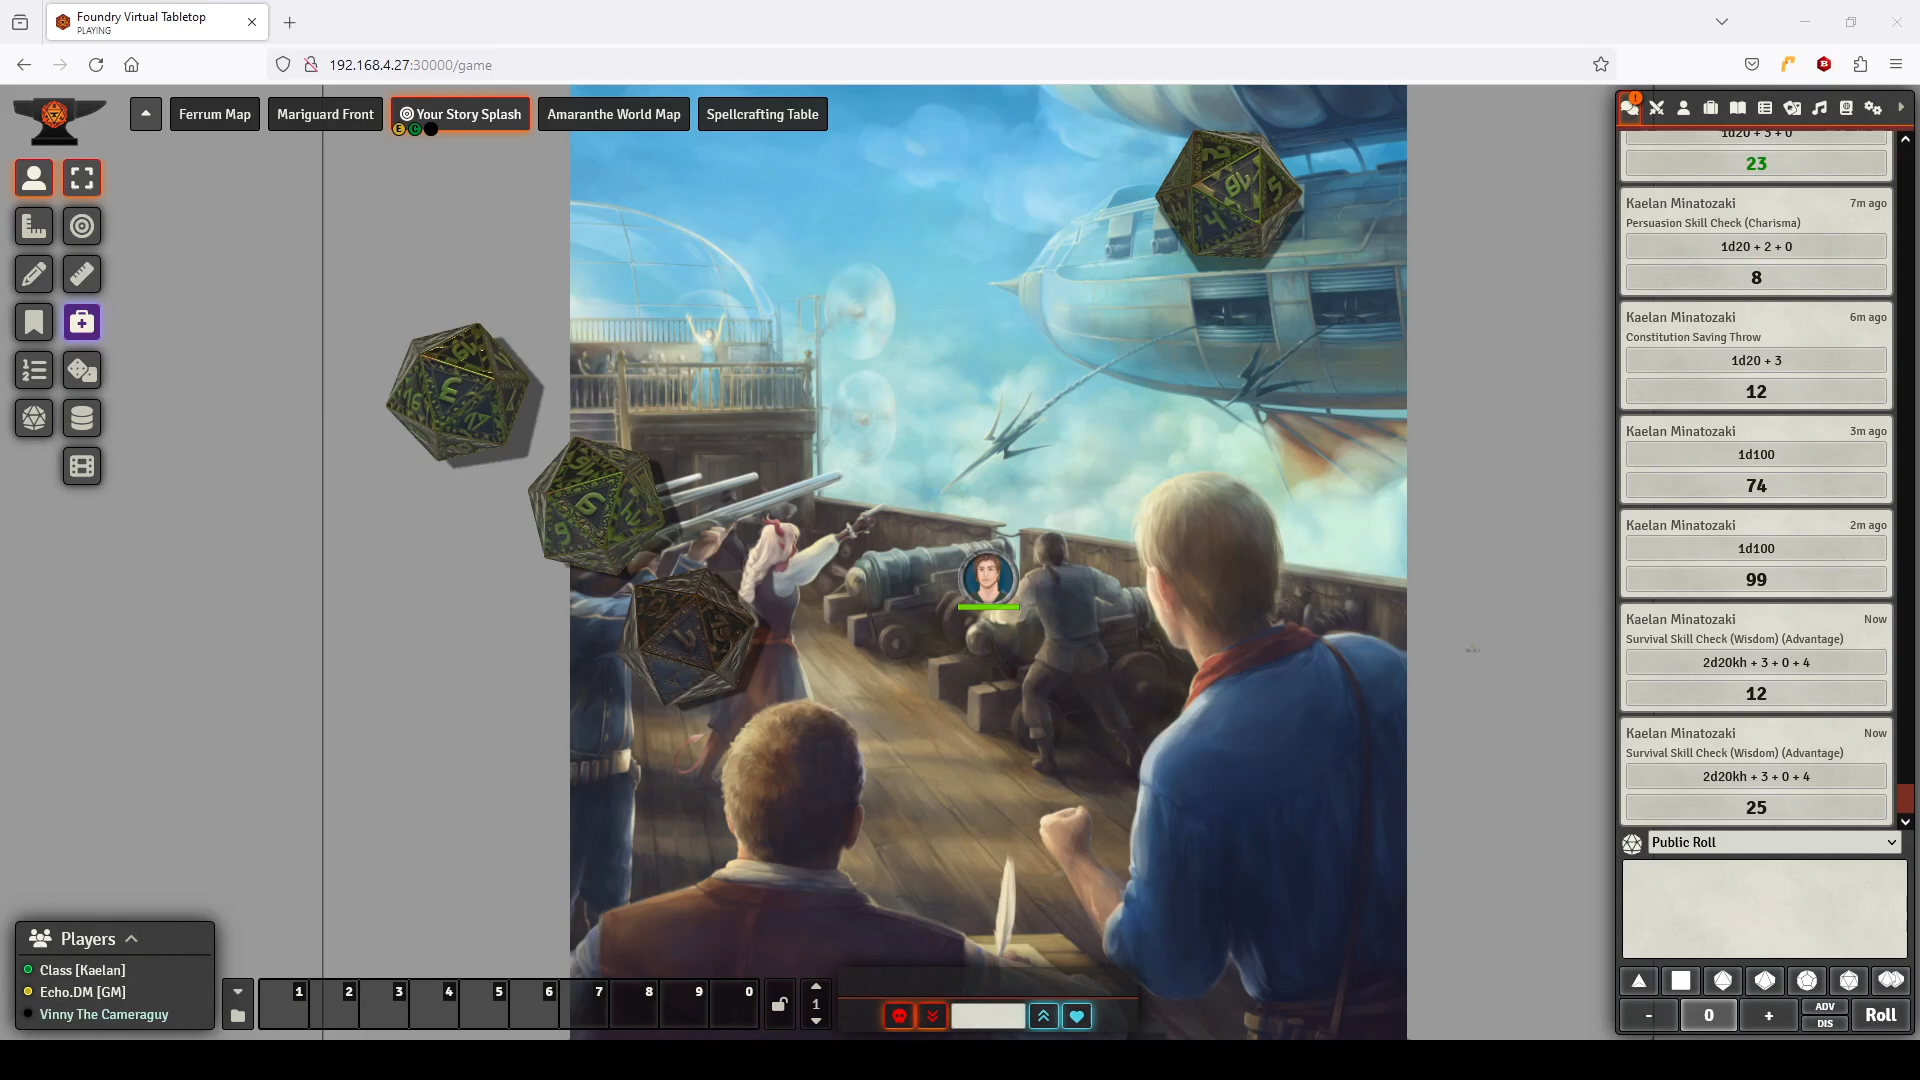 Foundry Virtual Tabletop
PLAYING
192.168.4.27:30000/game
Ferrum Map
Mariguard Front
Your Story Splash
Amaranthe World Map
Spellcrafting Table
E C
1d20 + 3 + 0
23
Kaelan Minatozaki 7m ago
Persuasion Skill Check (Charisma)
1d20 + 2 + 0
8
Kaelan Minatozaki 6m ago
Constitution Saving Throw
1d20 + 3
12
Kaelan Minatozaki 3m ago
1d100
74
Kaelan Minatozaki 2m ago
1d100
99
Kaelan Minatozaki Now
Survival Skill Check (Wisdom) (Advantage)
2d20kh + 3 + 0 + 4
12
Kaelan Minatozaki Now
Survival Skill Check (Wisdom) (Advantage)
2d20kh + 3 + 0 + 4
25
Public Roll
Players
Class [Kaelan]
Echo.DM [GM]
Vinny The Cameraguy
1 2 3 4 5 6 7 8 9 0
1
- 0 + ADV
DIS
Roll